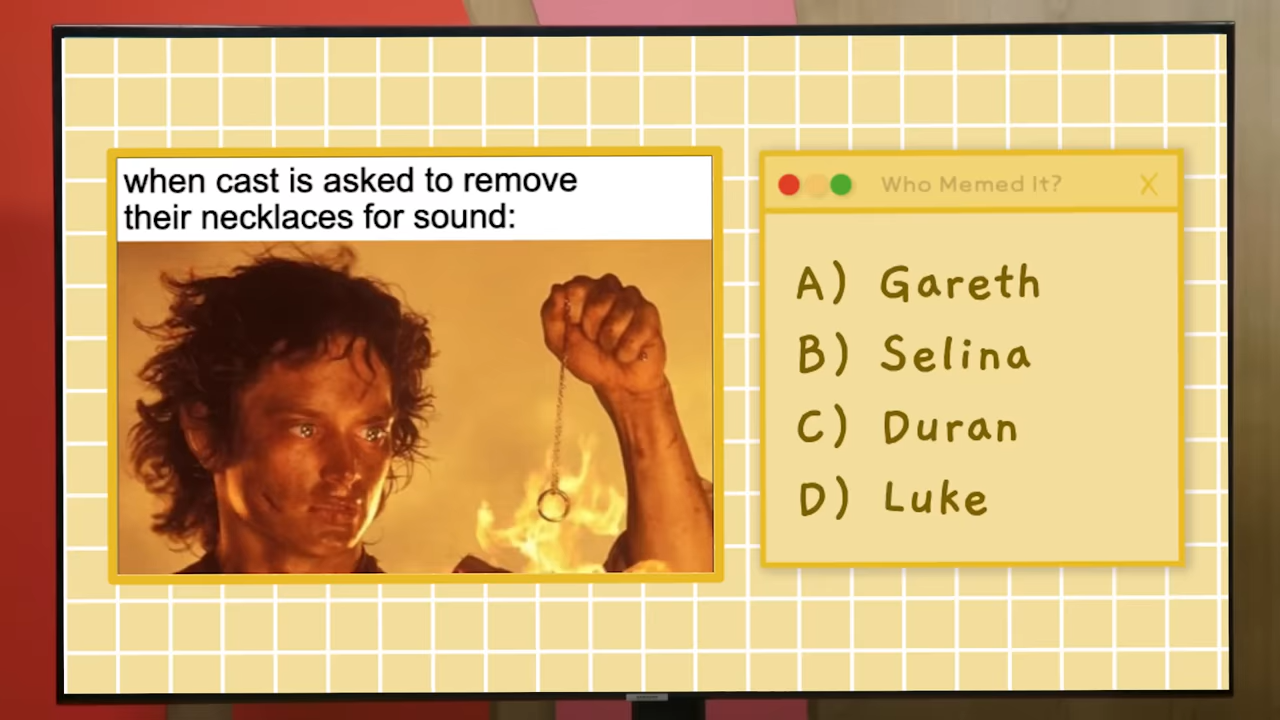 when cast is asked to remove
their necklaces for sound:
Who Memed It?
X
A) Gareth
B) Selina
C) Duran
D) Luke